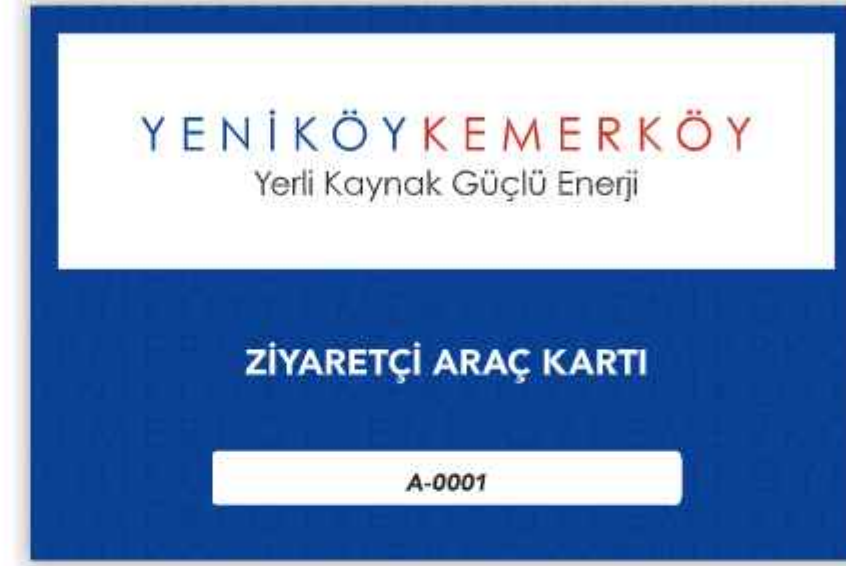 YENİKÖYKEMERKÖY
Yerli Kaynak Güçlü Enerji
ZİYARETÇİ ARAÇ KARTI
A-0001